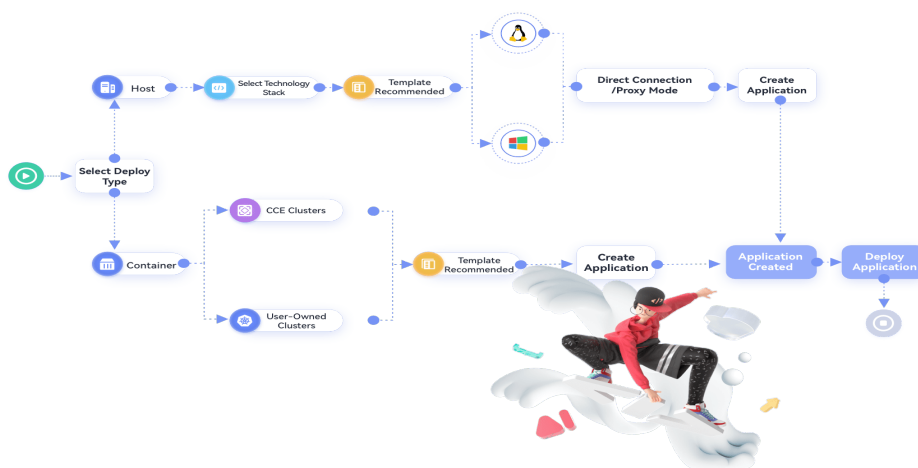 Host
Select Technology
Stack
Template
Recommended
Direct Connection
/Proxy Mode
Create
Application
Select Deploy
Type
CCE Clusters
Container
Template
Recommended
Create
Application
Application
Created
Deploy
Application
User-Owned
Clusters